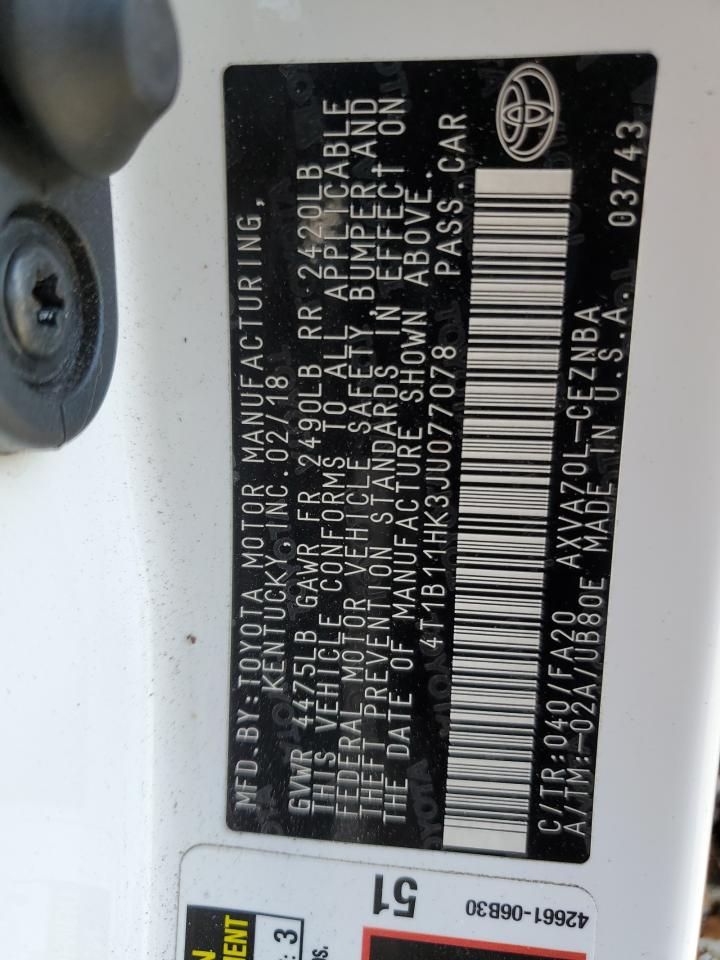 MFD.BY:TOYOTA MOTOR MANUFACTURING,
KENTUCKY,INC.02/18
GVWR 4475LB GAWR FR 2490LB RR 2420LB
THIS VEHICLE CONFORMS TO ALL APPLICABLE
FEDERAL MOTOR VEHICLE SAFETY, BUMPER, AND
THEFT PREVENTION STANDARDS IN EFFECT ON
THE DATE OF MANUFACTURE SHOWN ABOVE.
4T1B11HK3JU077078 PASS.CAR
C/TR:040/FA20 AXVA70L-CEZNBA
A/TM:-02A/UB80E MADE IN U.S.A. 03743
51
42661-06B30
: 3